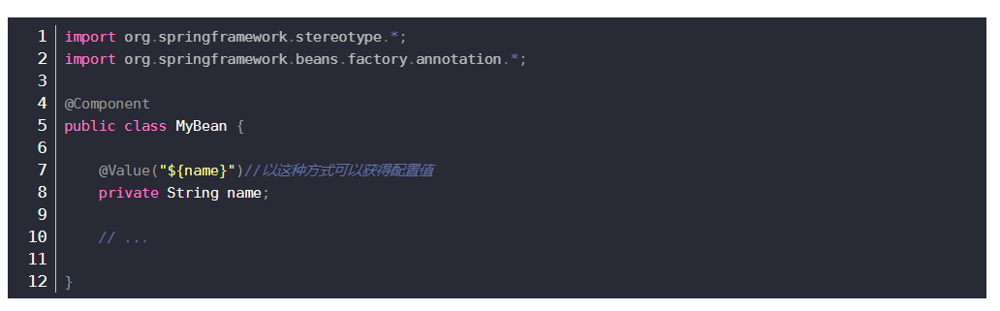 1 import org.springframework.stereotype.*;
2 import org.springframework.beans.factory.annotation.*;
3
4 @Component
5 public class MyBean {
6
7     @Value("${name}")//以这种方式可以获得配置值
8     private String name;
9
10     // ...
11
12 }